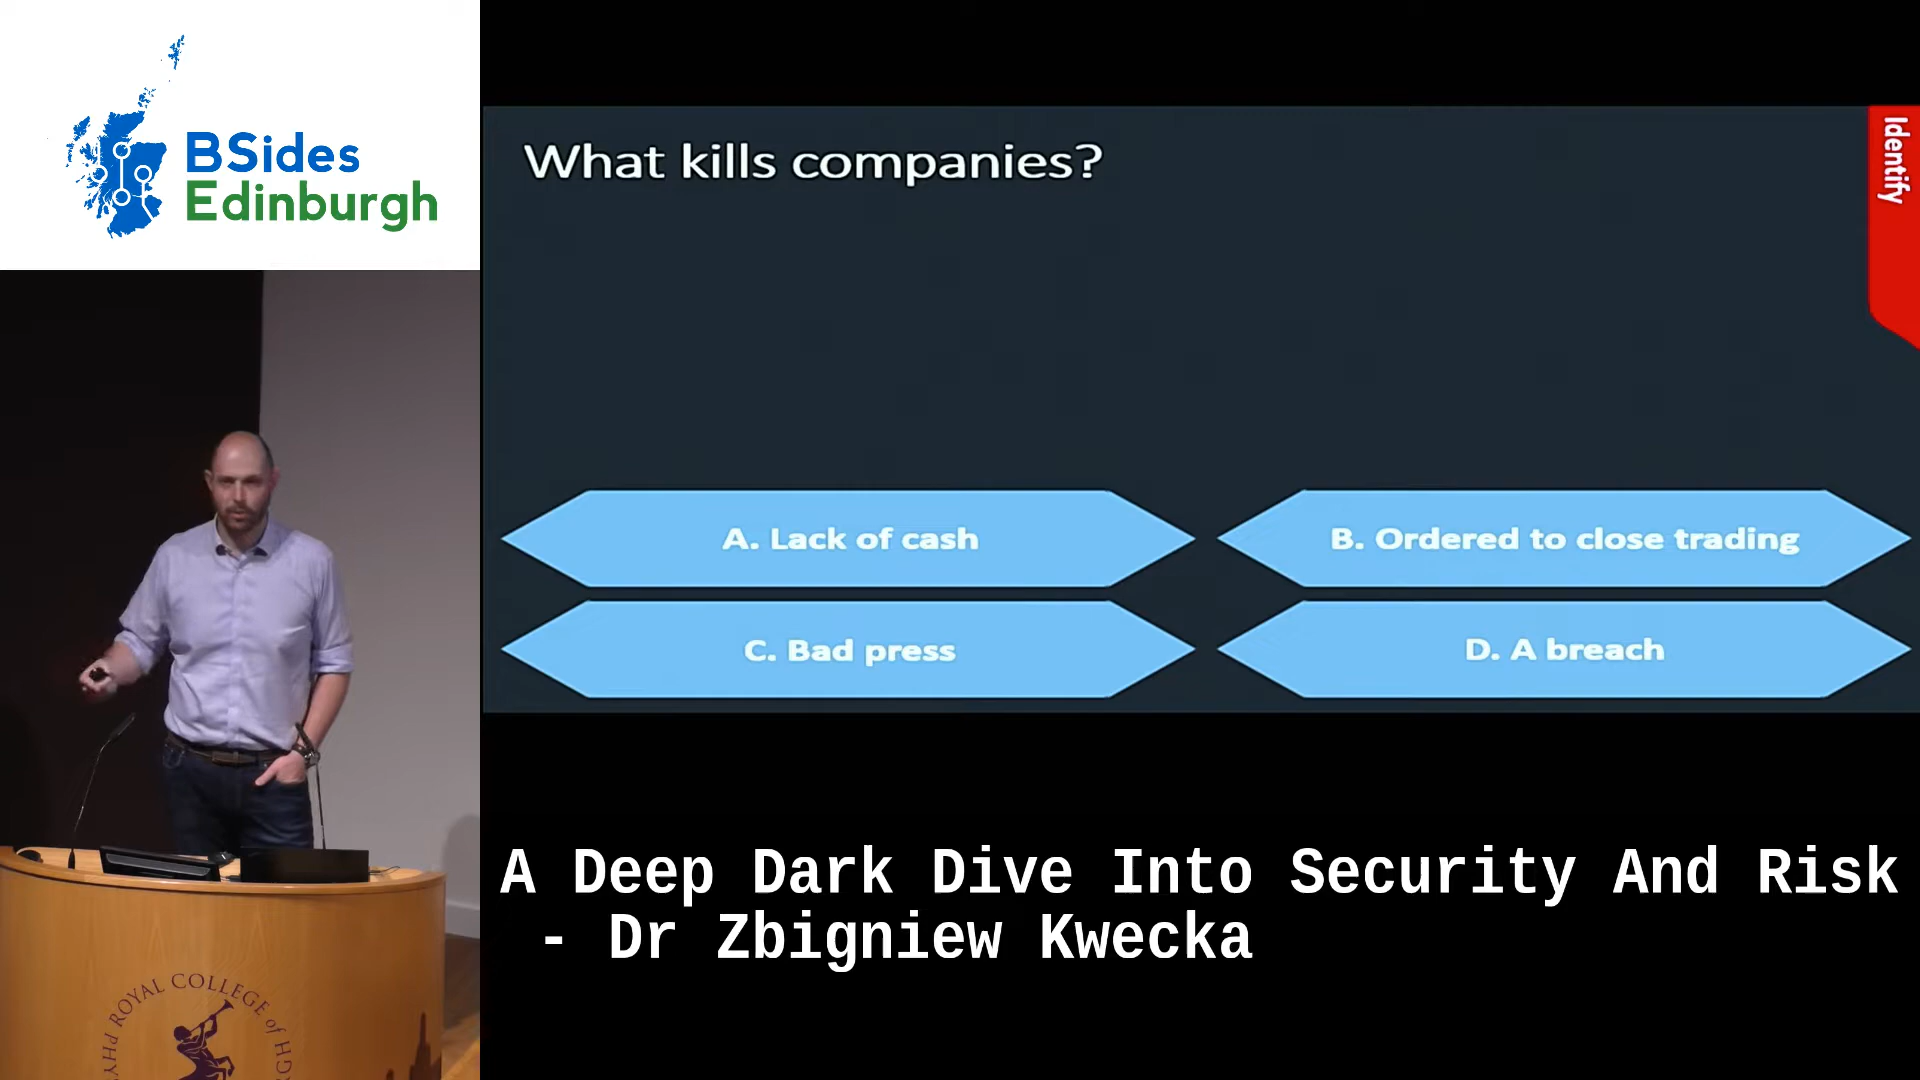 BSides
Edinburgh
What kills companies?
Identify
A. Lack of cash
B. Ordered to close trading
C. Bad press
D. A breach
A Deep Dark Dive Into Security And Risk
- Dr Zbigniew Kwecka
ROYAL COLLEGE of